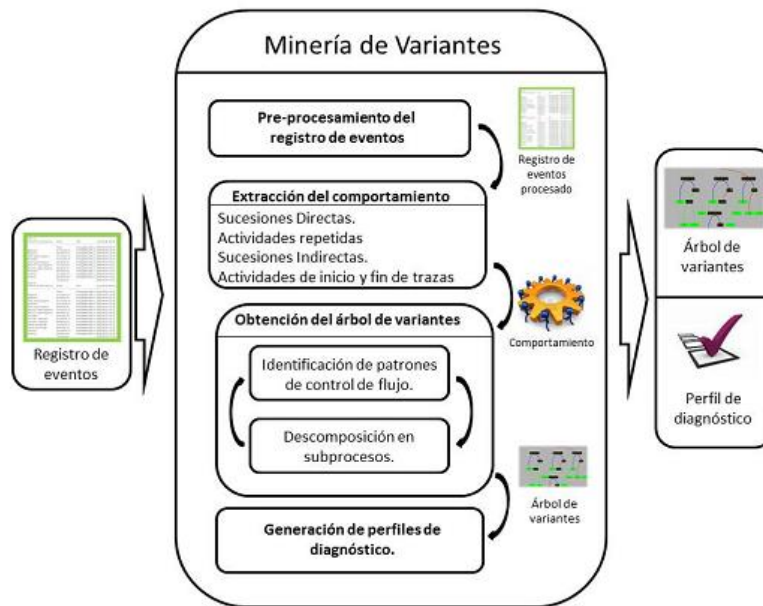 Minería de Variantes
Pre-procesamiento del
registro de eventos
Registro de
eventos
procesado
Extracción del comportamiento
Sucesiones Directas.
Actividades repetidas
Sucesiones Indirectas.
Actividades de inicio y fin de trazas
Comportamiento
Obtención del árbol de variantes
Identificación de patrones
de control de flujo.
Descomposición en
subprocesos.
Árbol de
variantes
Generación de perfiles de
diagnóstico.
Registro de
eventos
Árbol de
variantes
Perfil de
diagnóstico